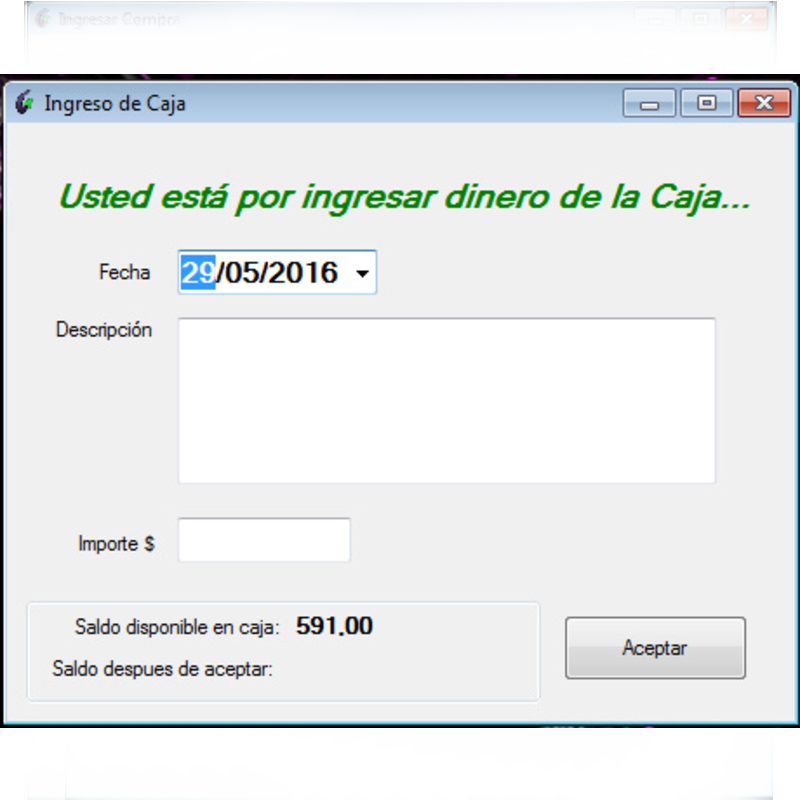 Ingresar Compra
Ingreso de Caja
Usted está por ingresar dinero de la Caja...
Fecha 29/05/2016
Descripción
Importe $
Saldo disponible en caja: 591.00
Saldo despues de aceptar:
Aceptar